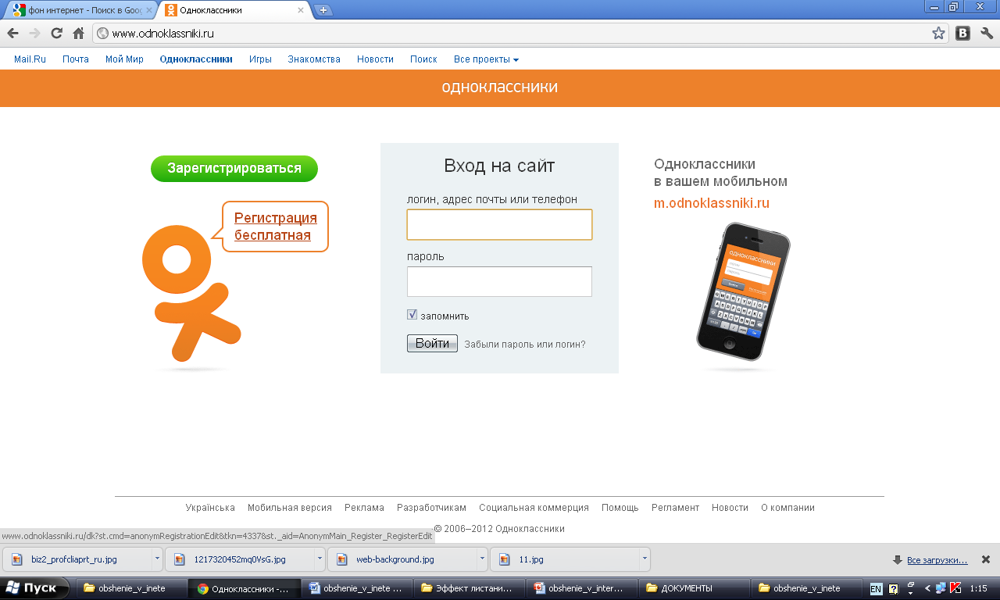 фон интернет - Поиск в Goog
Одноклассники
www.odnoklassniki.ru
Mail.Ru Почта Мой Мир Одноклассники Игры Знакомства Новости Поиск Все проекты
одноклассники
Зарегистрироваться
Регистрация
бесплатная
Вход на сайт
логин, адрес почты или телефон
пароль
запомнить
Войти Забыли пароль или логин?
Одноклассники
в вашем мобильном
m.odnoklassniki.ru
одноклассники
Українська Мобильная версия Реклама Разработчикам Социальная коммерция Помощь Регламент Новости О компании
© 2006–2012 Одноклассники
www.odnoklassniki.ru/dk?st.cmd=anonymRegistrationEdit&tkn=4337&st._aid=AnonymMain_Register_RegisterEdit
biz2_profcliaprt_ru.jpg 1217320452mq0VsG.jpg web-background.jpg 11.jpg Все загрузки...
Пуск obshenie_v_inete Одноклассники -... obshenie_v_inete ... Эффект листани... obshenie_v_inter... ДОКУМЕНТЫ obshenie_v_inete EN 1:15